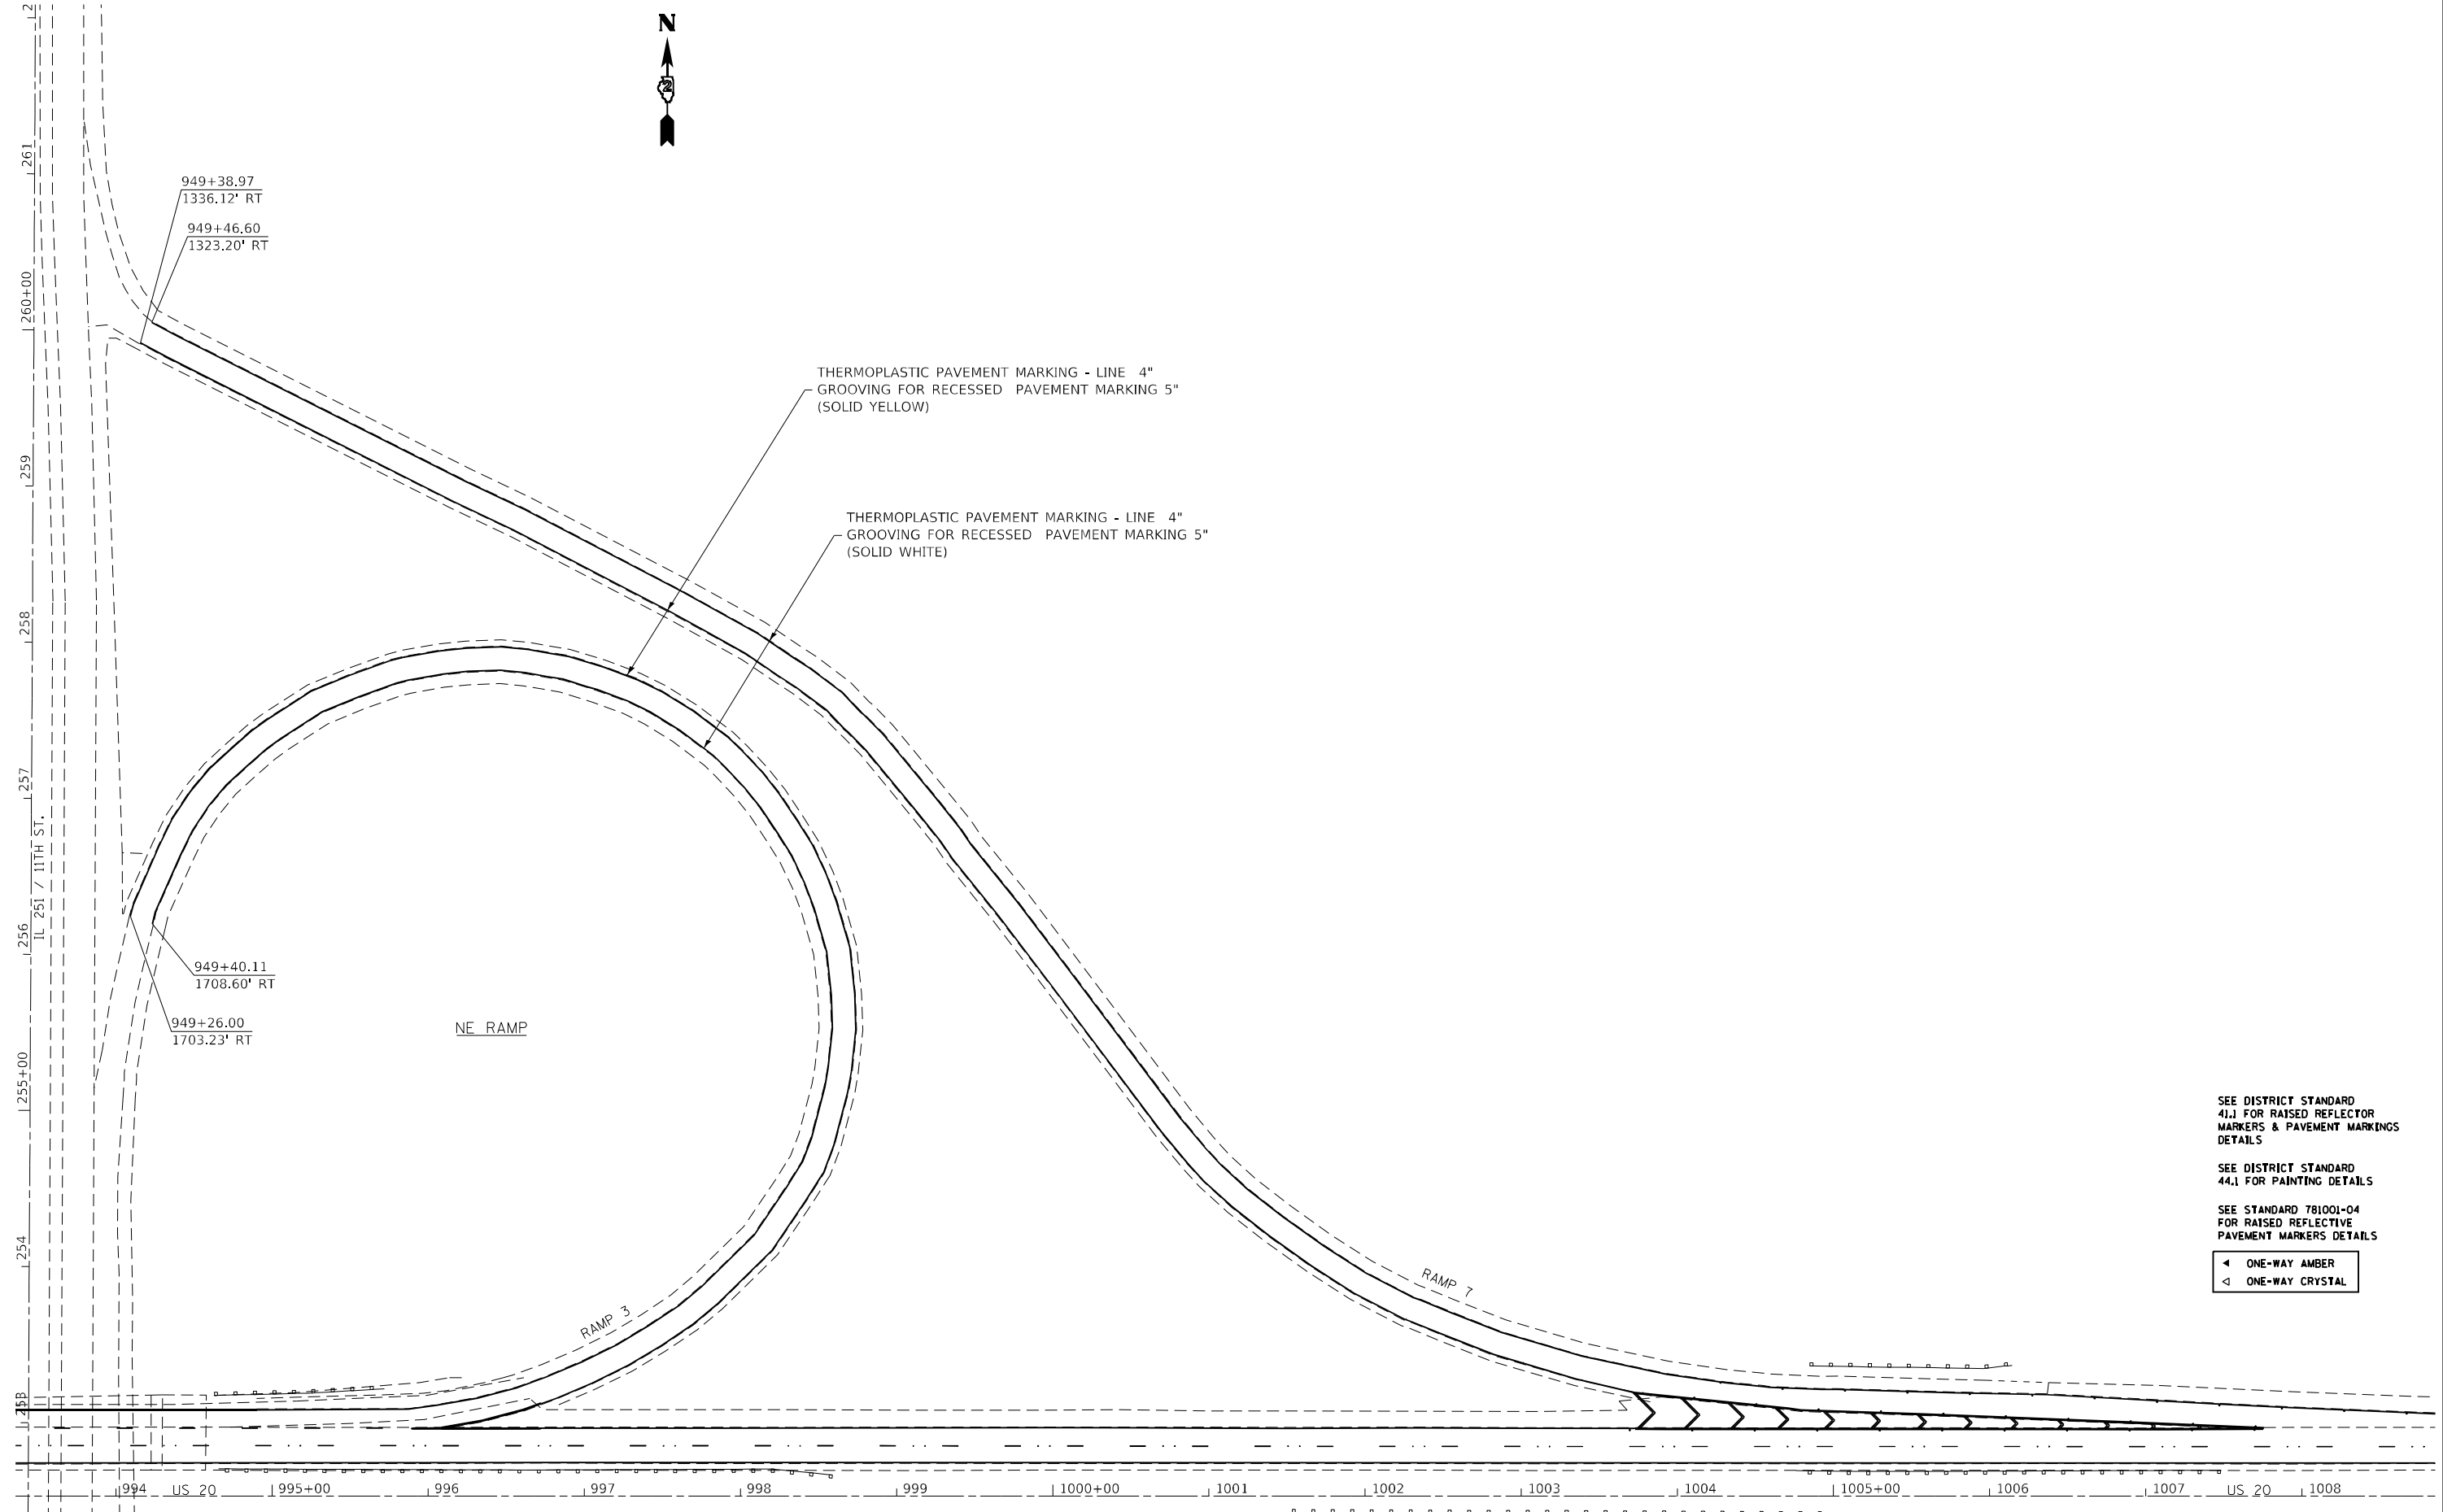 N
2
2
261
949+38.97
1336.12' RT
949+46.60
1323.20' RT
260+00
THERMOPLASTIC PAVEMENT MARKING - LINE 4"
GROOVING FOR RECESSED PAVEMENT MARKING 5"
(SOLID YELLOW)
259
THERMOPLASTIC PAVEMENT MARKING - LINE 4"
GROOVING FOR RECESSED PAVEMENT MARKING 5"
(SOLID WHITE)
258
257
IL 251 / 11TH ST.
256
949+40.11
1708.60' RT
949+26.00
1703.23' RT
NE RAMP
255+00
SEE DISTRICT STANDARD
41.1 FOR RAISED REFLECTOR
MARKERS & PAVEMENT MARKINGS
DETAILS
SEE DISTRICT STANDARD
44.1 FOR PAINTING DETAILS
SEE STANDARD 781001-04
FOR RAISED REFLECTIVE
PAVEMENT MARKERS DETAILS
ONE-WAY AMBER
ONE-WAY CRYSTAL
254
RAMP 7
RAMP 3
253
994 US 20 995+00 996 997 998 999 1000+00 1001 1002 1003 1004 1005+00 1006 1007 US 20 1008